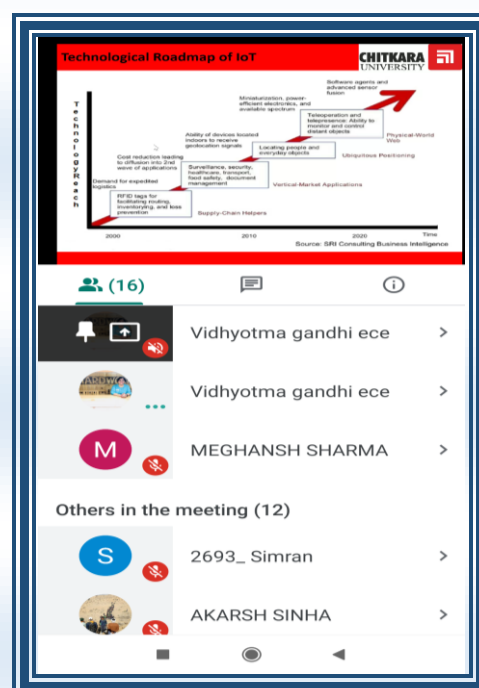 Technological Roadmap of IoT
CHITKARA
UNIVERSITY
Software agents and
advanced sensor
fusion
Miniaturization, power-
efficient electronics, and
available spectrum
Technology Reach
Teleoperation and
telepresence: Ability to
monitor and control
distant objects
Ability of devices located
indoors to receive
geolocation signals
Physical-World
Web
Locating people and
everyday objects
Cost reduction leading
to diffusion into 2nd
wave of applications
Ubiquitous Positioning
Surveillance, security,
healthcare, transport,
food safety, document
management
Demand for expedited
logistics
Vertical-Market Applications
RFID tags for
facilitating routing,
inventorying, and loss
prevention
Supply-Chain Helpers
2000
2010
2020
Time
Source: SRI Consulting Business Intelligence
(16)
Vidhyotma gandhi ece
Vidhyotma gandhi ece
M
MEGHANSH SHARMA
Others in the meeting (12)
S
2693_ Simran
AKARSH SINHA